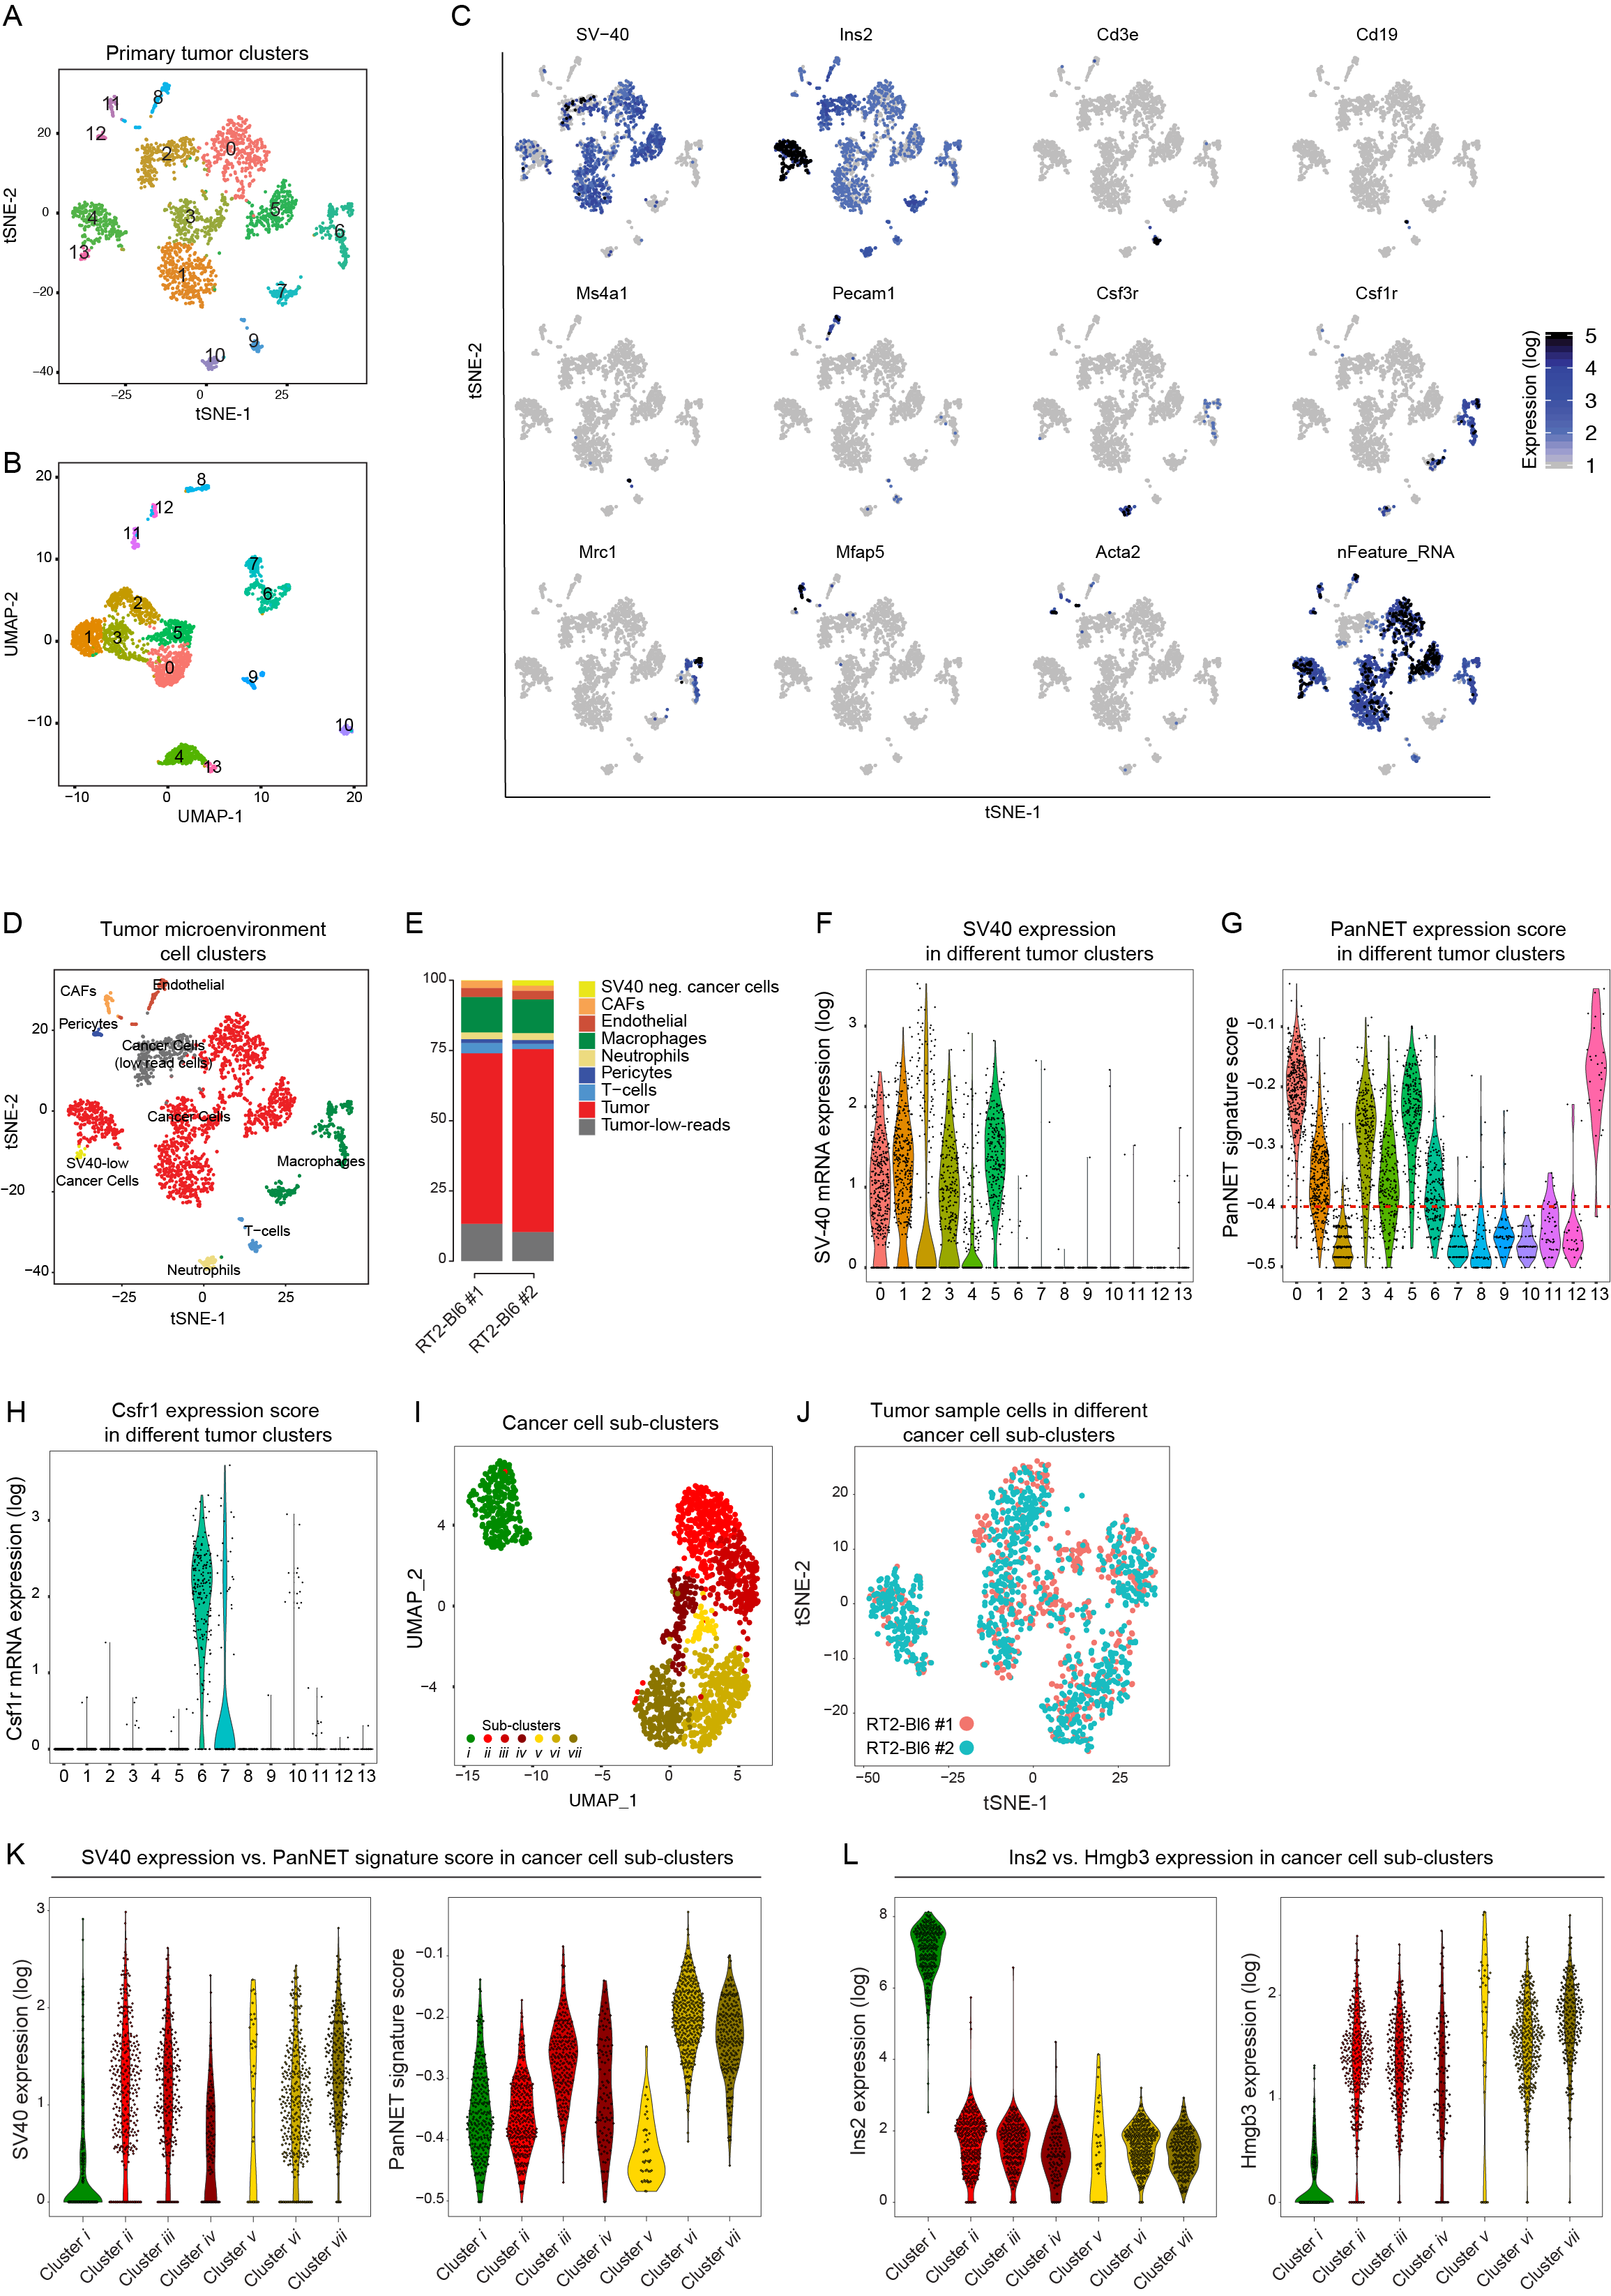 A
Primary tumor clusters
11
8
12
2
0
4
3
5
6
13
1
7
9
10
20
0
−20
−40
−25
0
25
tSNE-2
tSNE-1
B
20
10
0
−10
−10
0
10
20
8
12
11
7
6
2
1
3
5
0
9
10
4
13
UMAP-2
UMAP-1
C
SV−40
Ins2
Cd3e
Cd19
Ms4a1
Pecam1
Csf3r
Csf1r
Mrc1
Mfap5
Acta2
nFeature_RNA
tSNE-2
tSNE-1
Expression (log)
5
4
3
2
1
D
Tumor microenvironment
cell clusters
CAFs
Endothelial
Pericytes
Cancer Cells
(low read cells)
Cancer Cells
SV40-low
Cancer Cells
Macrophages
T−cells
Neutrophils
20
0
−20
−40
−25
0
25
tSNE-2
tSNE-1
E
100
75
50
25
0
RT2-Bl6 #1
RT2-Bl6 #2
SV40 neg. cancer cells
CAFs
Endothelial
Macrophages
Neutrophils
Pericytes
T−cells
Tumor
Tumor-low-reads
F
SV40 expression
in different tumor clusters
SV-40 mRNA expression (log)
3
2
1
0
0 1 2 3 4 5 6 7 8 9 10 11 12 13
G
PanNET expression score
in different tumor clusters
PanNET signature score
−0.1
−0.2
−0.3
−0.4
−0.5
0 1 2 3 4 5 6 7 8 9 10 11 12 13
H
Csfr1 expression score
in different tumor clusters
Csf1r mRNA expression (log)
3
2
1
0
0 1 2 3 4 5 6 7 8 9 10 11 12 13
I
Cancer cell sub-clusters
UMAP_2
4
0
−4
Sub-clusters
i ii iii iv v vi vii
−15 −10 −5 0 5
UMAP_1
J
Tumor sample cells in different
cancer cell sub-clusters
tSNE-2
20
10
0
−10
−20
RT2-Bl6 #1
RT2-Bl6 #2
−50 −25 0 25
tSNE-1
K
SV40 expression vs. PanNET signature score in cancer cell sub-clusters
SV40 expression (log)
3
2
1
0
Cluster i
Cluster ii
Cluster iii
Cluster iv
Cluster v
Cluster vi
Cluster vii
PanNET signature score
−0.1
−0.2
−0.3
−0.4
−0.5
Cluster i
Cluster ii
Cluster iii
Cluster iv
Cluster v
Cluster vi
Cluster vii
L
Ins2 vs. Hmgb3 expression in cancer cell sub-clusters
Ins2 expression (log)
8
6
4
2
0
Cluster i
Cluster ii
Cluster iii
Cluster iv
Cluster v
Cluster vi
Cluster vii
Hmgb3 expression (log)
2
1
0
Cluster i
Cluster ii
Cluster iii
Cluster iv
Cluster v
Cluster vi
Cluster vii